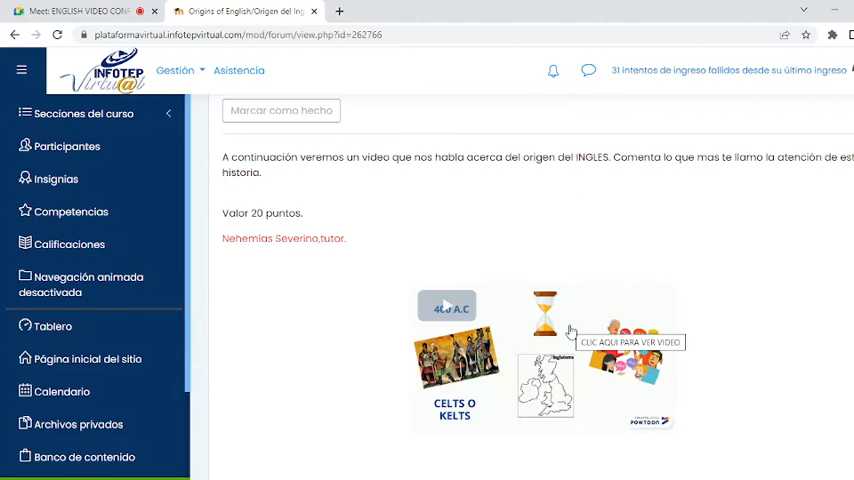 Meet: ENGLISH VIDEO CONF
Origins of English/Origen del Ing
plataformavirtual.infotepvirtual.com/mod/forum/view.php?id=262766
INFOTEP
Virtu@l
Gestión
Asistencia
31 intentos de ingreso fallidos desde su último ingreso
Secciones del curso
Participantes
Insignias
Competencias
Calificaciones
Navegación animada
desactivada
Tablero
Página inicial del sitio
Calendario
Archivos privados
Banco de contenido
Marcar como hecho
A continuación veremos un video que nos habla acerca del origen del INGLES. Comenta lo que mas te llamo la atención de est
historia.
Valor 20 puntos.
Nehemías Severino,tutor.
400 A.C
CLIC AQUI PARA VER VIDEO
Inglaterra
CELTS O
KELTS
POWTOON